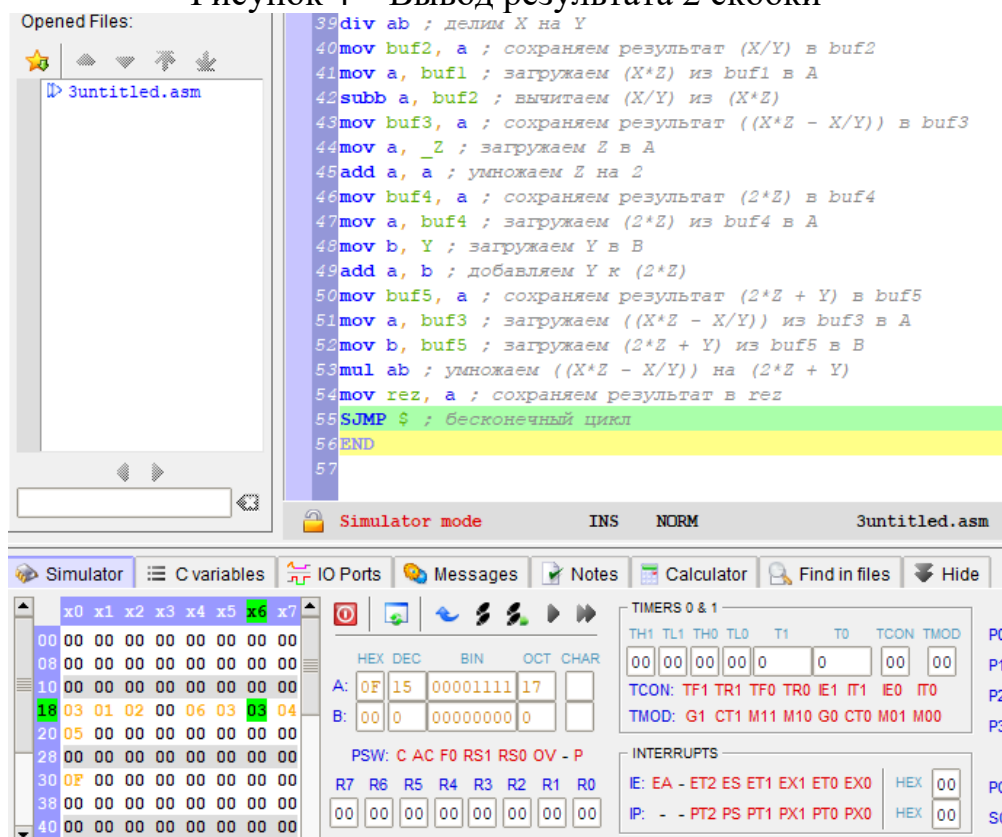 Рисунок 4 – Вывод результата 2 скобки
Opened Files:
3untitled.asm
39 div ab ; делим X на Y
40 mov buf2, a ; сохраняем результат (X/Y) в buf2
41 mov a, buf1 ; загружаем (X*Z) из buf1 в A
42 subb a, buf2 ; вычитаем (X/Y) из (X*Z)
43 mov buf3, a ; сохраняем результат ((X*Z - X/Y)) в buf3
44 mov a, _Z ; загружаем Z в A
45 add a, a ; умножаем Z на 2
46 mov buf4, a ; сохраняем результат (2*Z) в buf4
47 mov a, buf4 ; загружаем (2*Z) из buf4 в A
48 mov b, Y ; загружаем Y в B
49 add a, b ; добавляем Y к (2*Z)
50 mov buf5, a ; сохраняем результат (2*Z + Y) в buf5
51 mov a, buf3 ; загружаем ((X*Z - X/Y)) из buf3 в A
52 mov b, buf5 ; загружаем (2*Z + Y) из buf5 в B
53 mul ab ; умножаем ((X*Z - X/Y)) на (2*Z + Y)
54 mov rez, a ; сохраняем результат в rez
55 SJMP $ ; бесконечный цикл
56 END
57
Simulator mode INS NORM 3untitled.asm
Simulator C variables IO Ports Messages Notes Calculator Find in files Hide
x0 x1 x2 x3 x4 x5 x6 x7
00 00 00 00 00 00 00 00 00
08 00 00 00 00 00 00 00 00
10 00 00 00 00 00 00 00 00
18 03 01 02 00 06 03 03 04
20 05 00 00 00 00 00 00 00
28 00 00 00 00 00 00 00 00
30 0F 00 00 00 00 00 00 00
38 00 00 00 00 00 00 00 00
40 00 00 00 00 00 00 00 00
HEX DEC BIN OCT CHAR
A: 0F 15 00001111 17
B: 00 0 00000000 0
PSW: C AC F0 RS1 RS0 OV - P
R7 R6 R5 R4 R3 R2 R1 R0
00 00 00 00 00 00 00 00
TIMERS 0 & 1
TH1 TL1 TH0 TL0 T1 T0 TCON TMOD
00 00 00 00 0 0 00 00
TCON: TF1 TR1 TF0 TR0 IE1 IT1 IE0 IT0
TMOD: G1 CT1 M11 M10 G0 CT0 M01 M00
INTERRUPTS
IE: EA - ET2 ES ET1 EX1 ET0 EX0 HEX 00
IP: - - PT2 PS PT1 PX1 PT0 PX0 HEX 00
P1
P2